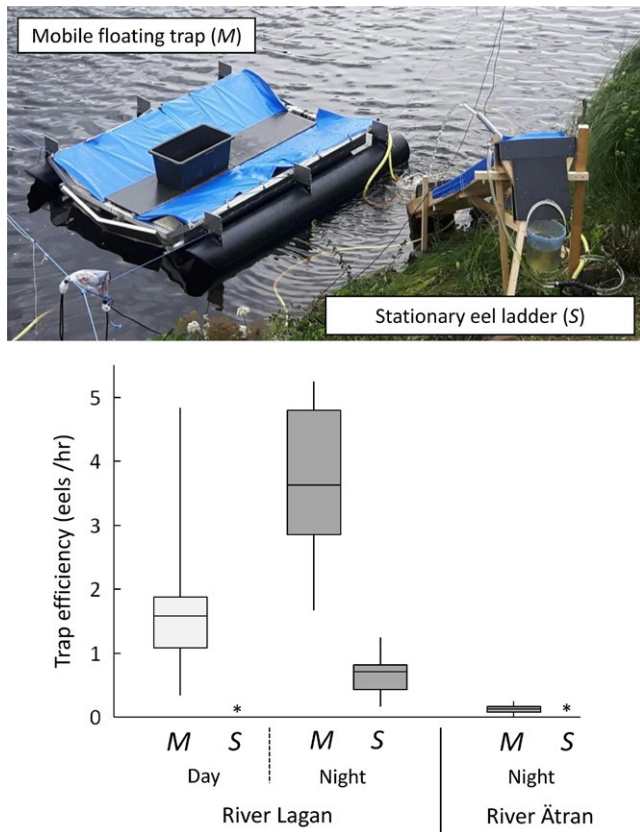 Mobile floating trap (M)
Stationary eel ladder (S)
Trap efficiency (eels /hr)
5
4
3
2
1
0
*
*
M S M S M S
Day Night Night
River Lagan River Ätran